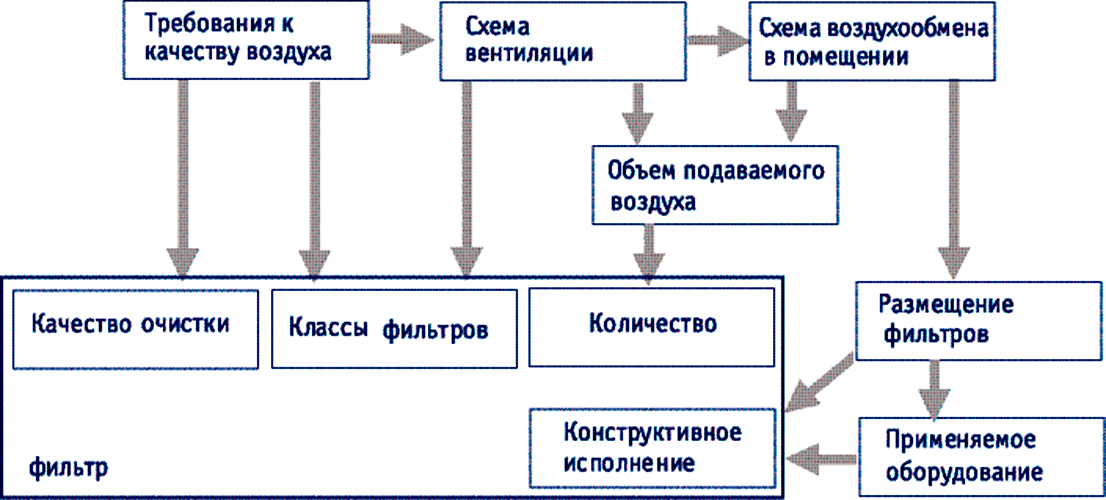 Требования к
качеству воздуха
Схема
вентиляции
Схема воздухообмена
в помещении
Объем подаваемого
воздуха
Качество очистки
Классы фильтров
Количество
Размещение
фильтров
Конструктивное
исполнение
Применяемое
оборудование
фильтр